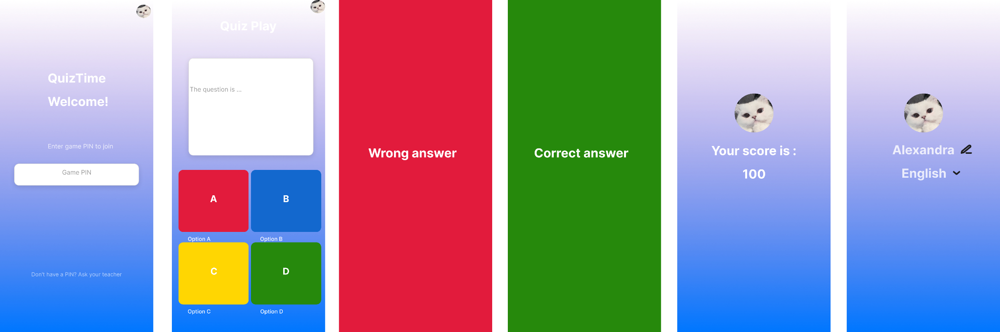 QuizTime
Welcome!
Enter game PIN to join
Game PIN
Don't have a PIN? Ask your teacher
Quiz Play
The question is ...
A
B
Option A
Option B
C
D
Option C
Option D
Wrong answer
Correct answer
Your score is :
100
Alexandra
English